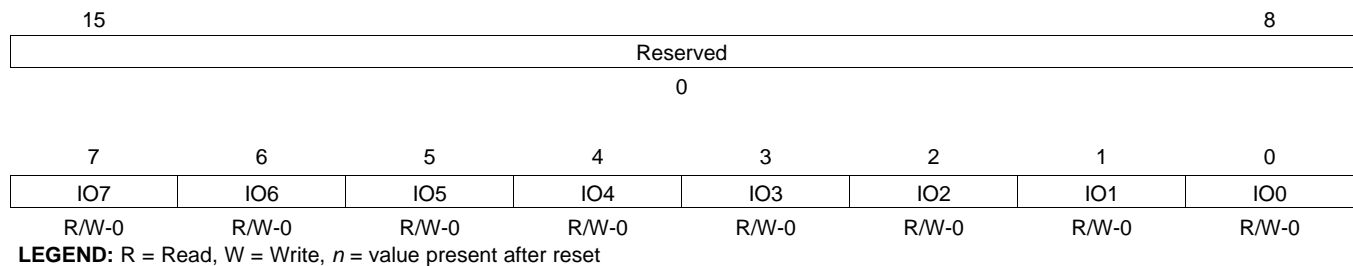 15 8
Reserved
0
7 6 5 4 3 2 1 0
IO7 IO6 IO5 IO4 IO3 IO2 IO1 IO0
R/W-0 R/W-0 R/W-0 R/W-0 R/W-0 R/W-0 R/W-0 R/W-0
LEGEND: R = Read, W = Write, n = value present after reset